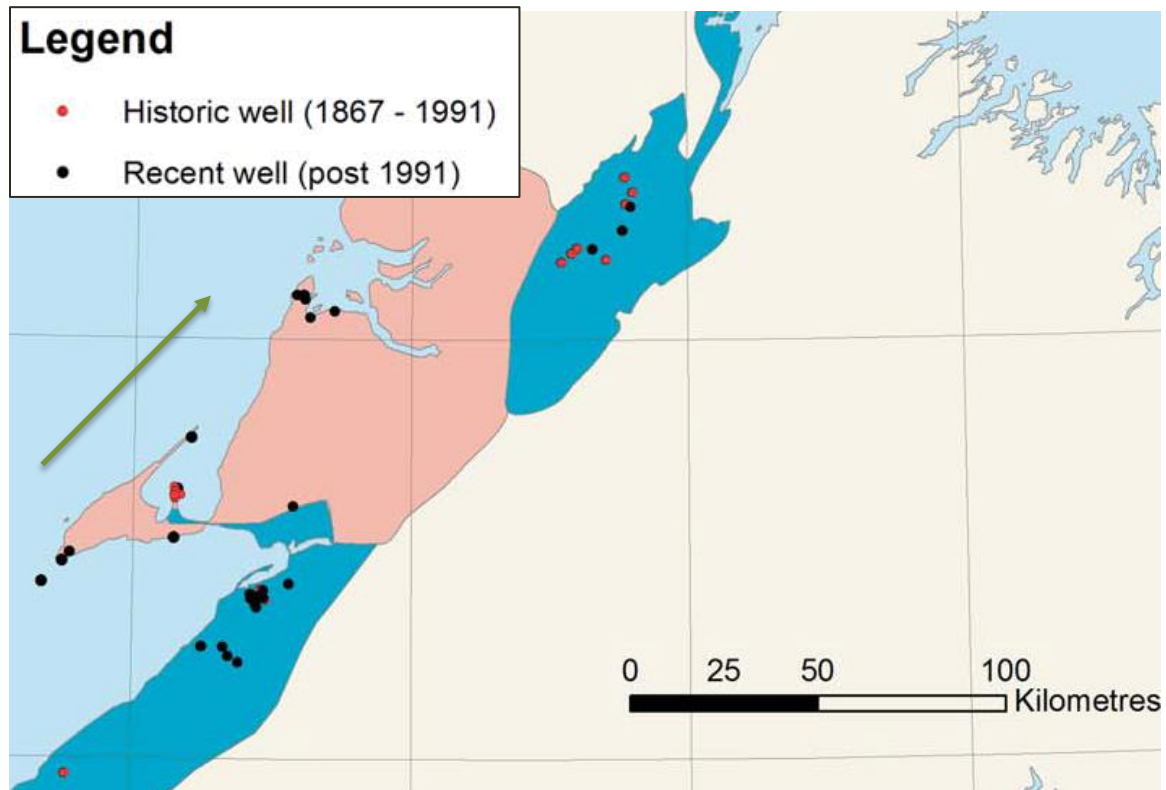 Legend
Historic well (1867 - 1991)
Recent well (post 1991)
0 25 50 100
Kilometres